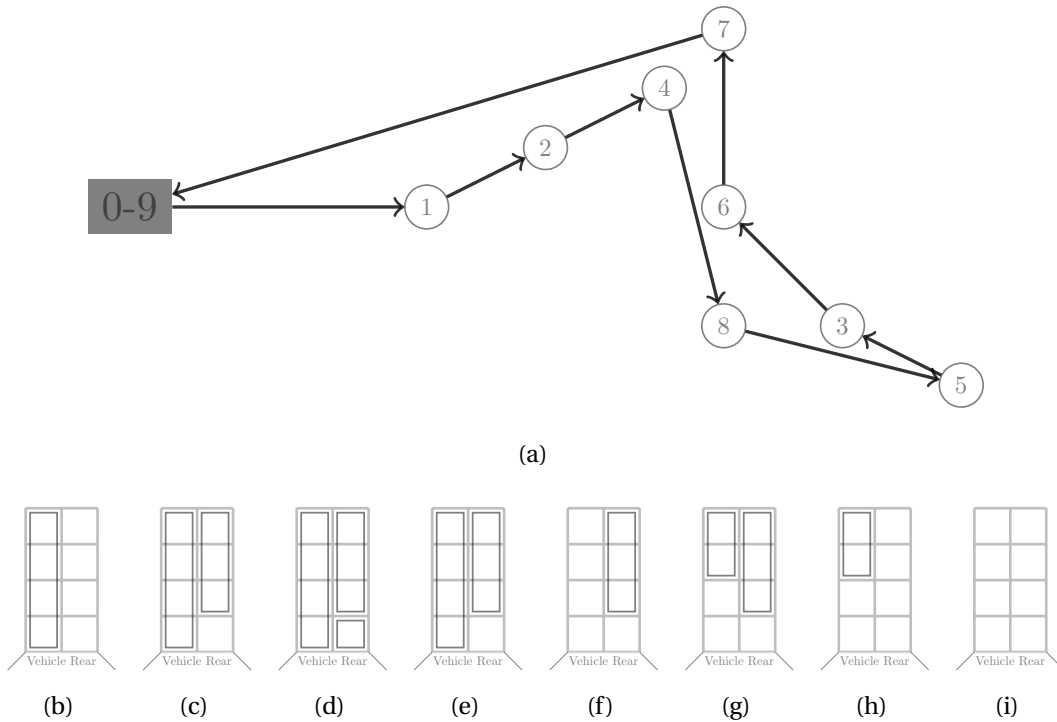 7
4
2
0-9
1
6
8
3
5
(a)
Vehicle Rear
Vehicle Rear
Vehicle Rear
Vehicle Rear
Vehicle Rear
Vehicle Rear
Vehicle Rear
Vehicle Rear
(b)
(c)
(d)
(e)
(f)
(g)
(h)
(i)